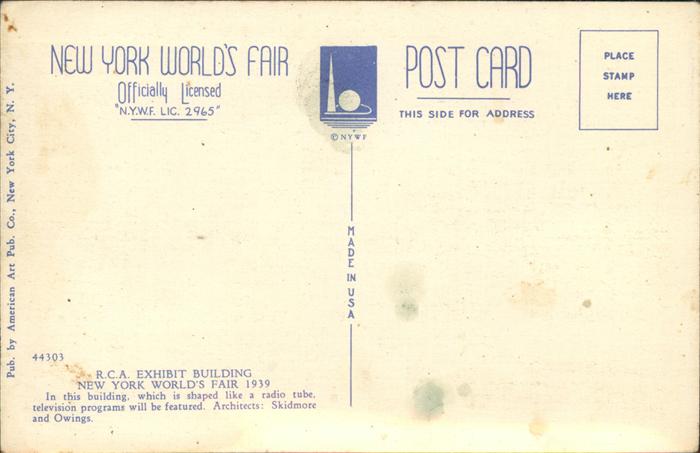 NEW YORK WORLD'S FAIR
Officially Licensed
"N.Y.W.F. LIC. 2965"
© NYWF
POST CARD
THIS SIDE FOR ADDRESS
PLACE
STAMP
HERE
MADE IN USA
Pub. by American Art Pub. Co., New York City, N. Y.
44303
R.C.A. EXHIBIT BUILDING
NEW YORK WORLD'S FAIR 1939
In this building, which is shaped like a radio tube,
television programs will be featured. Architects: Skidmore
and Owings.